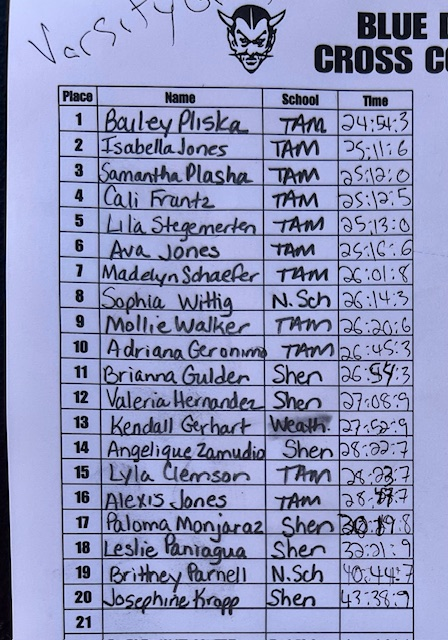 Varsity
BLUE
CROSS
Place Name School Time
1 Bailey Pliska TAM 24:54:3
2 Isabella Jones TAM 25:11:6
3 Samantha Plasha TAM 25:12:0
4 Cali Frantz TAM 25:12:5
5 Lila Stegemerten TAM 25:13:0
6 Ava Jones TAM 25:16:6
7 Madelyn Schaefer TAM 26:01:8
8 Sophia Wittig N.Sch 26:14:3
9 Mollie Walker TAM 26:20:6
10 Adriana Geronimo TAM 26:45:3
11 Brianna Gulden Shen 26:54:3
12 Valeria Hernandez Shen 27:08:9
13 Kendall Gerhart Weath. 27:52:9
14 Angelique Zamudio Shen 28:22:7
15 Lyla Clemson TAM 28:23:7
16 Alexis Jones TAM
17 Paloma Monjaraz Shen
18 Leslie Paniagua Shen 32:21:9
19 Brittney Parnell N.Sch 40:44:7
20 Josephine Krapp Shen 43:38:9
21